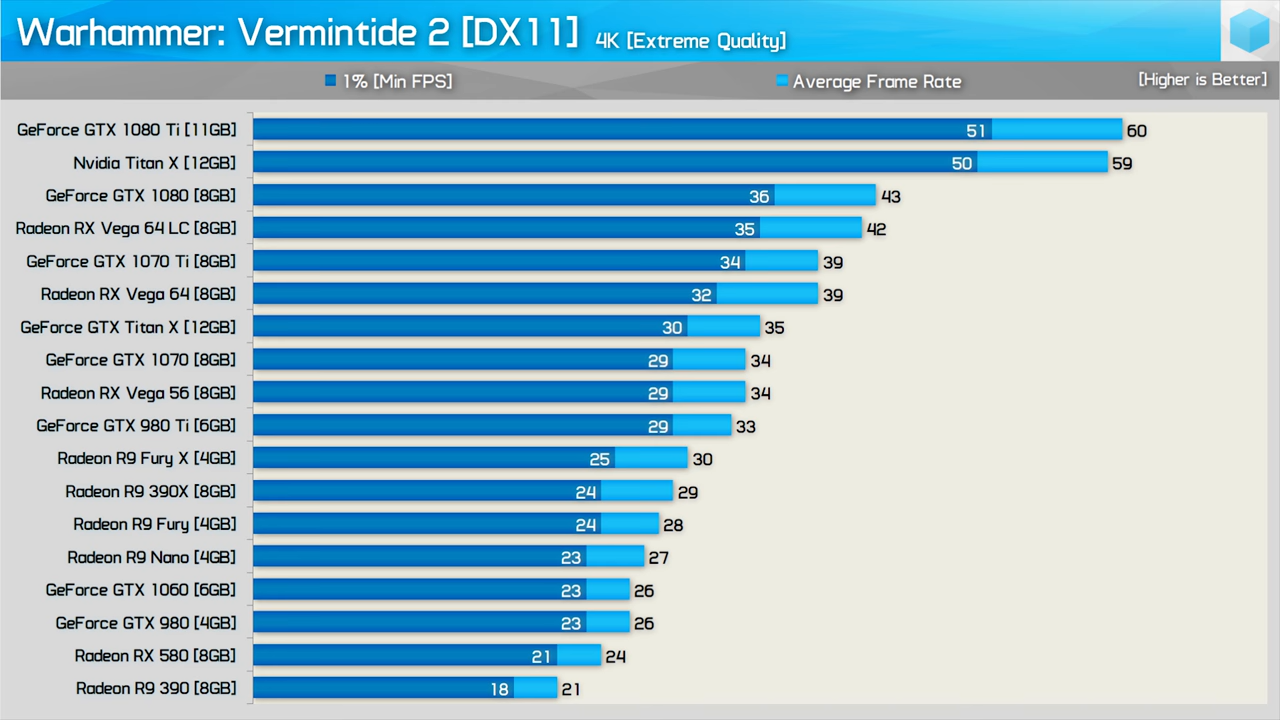 Warhammer: Vermintide 2 [DX11] 4K [Extreme Quality]
1% [Min FPS] Average Frame Rate [Higher is Better]
GeForce GTX 1080 Ti [11GB] 51 60
Nvidia Titan X [12GB] 50 59
GeForce GTX 1080 [8GB] 36 43
Radeon RX Vega 64 LC [8GB] 35 42
GeForce GTX 1070 Ti [8GB] 34 39
Radeon RX Vega 64 [8GB] 32 39
GeForce GTX Titan X [12GB] 30 35
GeForce GTX 1070 [8GB] 29 34
Radeon RX Vega 56 [8GB] 29 34
GeForce GTX 980 Ti [6GB] 29 33
Radeon R9 Fury X [4GB] 25 30
Radeon R9 390X [8GB] 24 29
Radeon R9 Fury [4GB] 24 28
Radeon R9 Nano [4GB] 23 27
GeForce GTX 1060 [6GB] 23 26
GeForce GTX 980 [4GB] 23 26
Radeon RX 580 [8GB] 21 24
Radeon R9 390 [8GB] 18 21